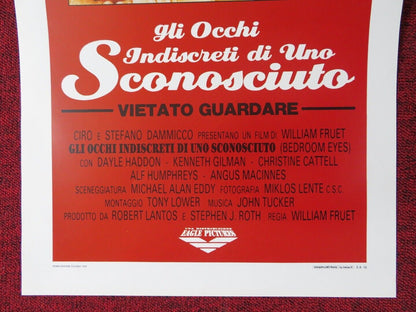 gli Occhi
Indiscreti di Uno
Sconosciuto
VIETATO GUARDARE
CIRO E STEFANO DAMMICCO PRESENTANO UN FILM DI WILLIAM FRUET
GLI OCCHI INDISCRETI DI UNO SCONOSCIUTO (BEDROOM EYES)
CON DAYLE HADDON - KENNETH GILMAN - CHRISTINE CATTELL
ALF HUMPHREYS - ANGUS MACINNES
SCENEGGIATURA MICHAEL ALAN EDDY FOTOGRAFIA MIKLOS LENTE C.S.C.
MONTAGGIO TONY LOWER MUSICA JOHN TUCKER
PRODOTTO DA ROBERT LANTOS E STEPHEN J. ROTH REGIA WILLIAM FRUET
UNA DISTRIBUZIONE
EAGLE PICTURES